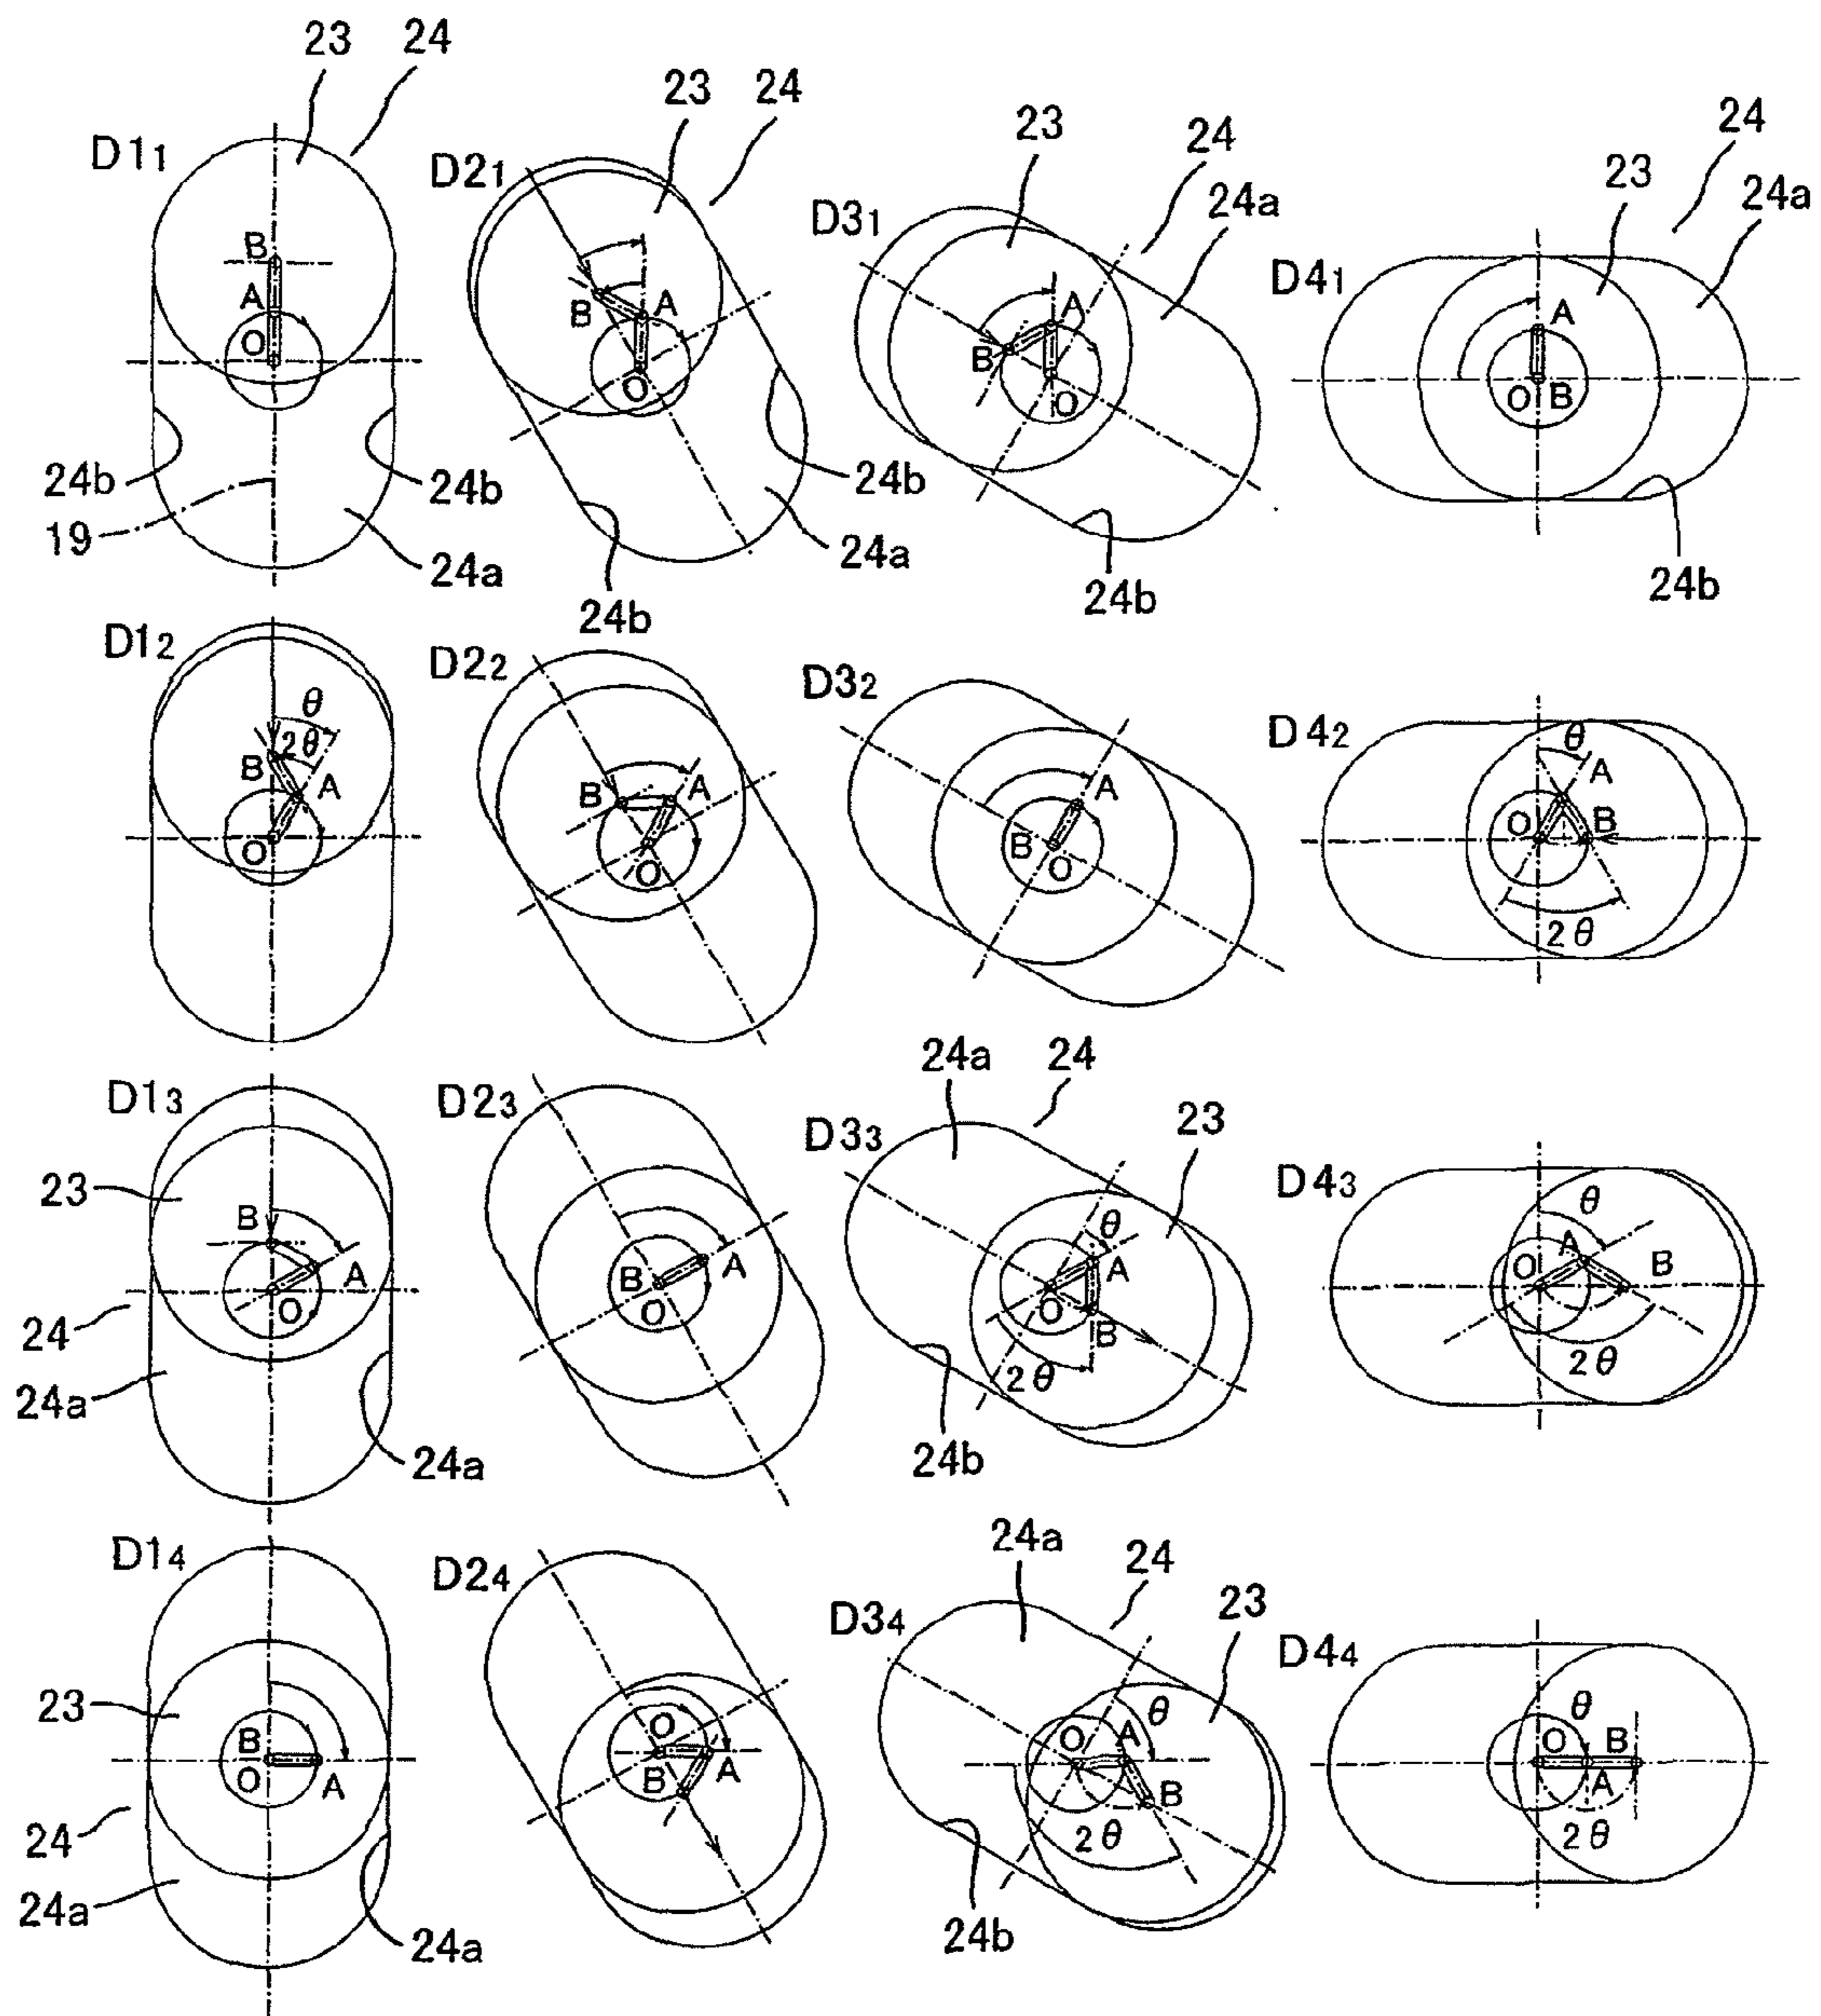 23 24
D1₁
B
A
O
24b
24b
19
24a
23 24
D2₁
B A
O
24b
24a
24b
23 24
24a
D3₁
A
B
O
24b
24
23 24a
D4₁
A
O B
24b
D1₂
θ
2θ
B A
O
D2₂
B A
O
D3₂
A
B O
D4₂
θ
A
O B
2θ
D1₃
23
B
A
O
24
24a
24a
D2₃
B A
O
24a 24
23
D3₃
θ
A
O
B
2θ
24b
D4₃
θ
A
O B
2θ
D1₄
23
B
O A
24
24a
24a
D2₄
O
B A
24a 24
23
D3₄
θ
O A
B
2θ
24b
D4₄
θ
O B
A
2θ